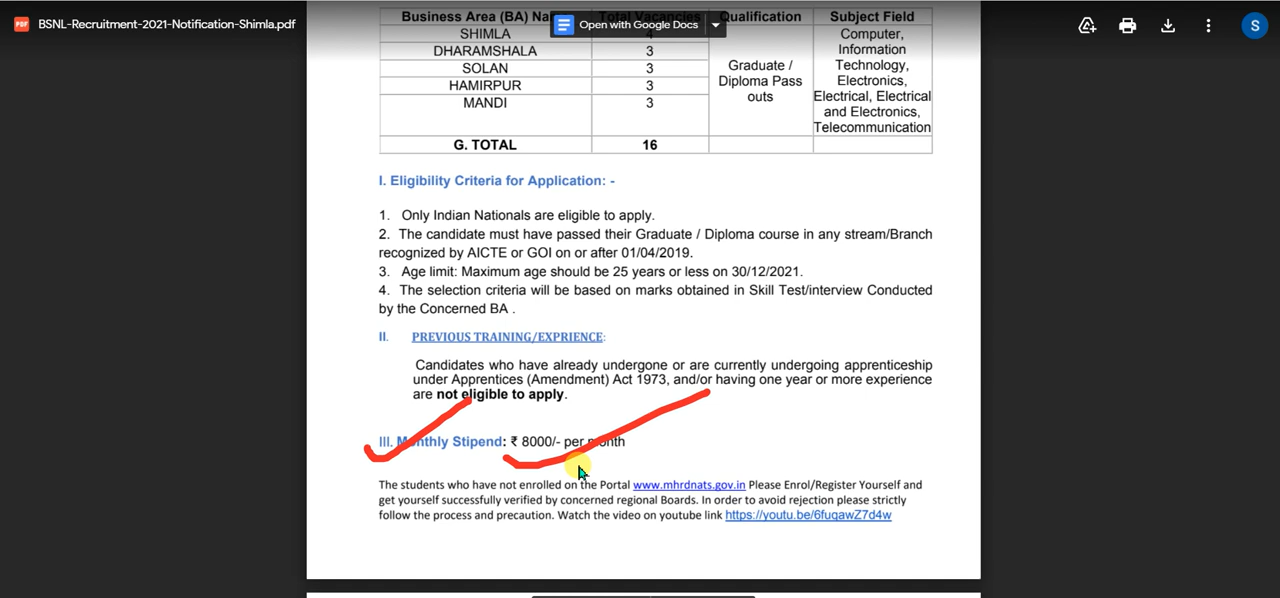 BSNL-Recruitment-2021-Notification-Shimla.pdf
Open with Google Docs
S
Business Area (BA) Na Total Vacancies Qualification Subject Field
SHIMLA 4
DHARAMSHALA 3
SOLAN 3
HAMIRPUR 3
MANDI 3
Graduate /
Diploma Pass
outs
Computer,
Information
Technology,
Electronics,
Electrical, Electrical
and Electronics,
Telecommunication
G. TOTAL 16
I. Eligibility Criteria for Application: -
1. Only Indian Nationals are eligible to apply.
2. The candidate must have passed their Graduate / Diploma course in any stream/Branch
recognized by AICTE or GOI on or after 01/04/2019.
3. Age limit: Maximum age should be 25 years or less on 30/12/2021.
4. The selection criteria will be based on marks obtained in Skill Test/interview Conducted
by the Concerned BA .
II. PREVIOUS TRAINING/EXPRIENCE:
Candidates who have already undergone or are currently undergoing apprenticeship
under Apprentices (Amendment) Act 1973, and/or having one year or more experience
are not eligible to apply.
III. Monthly Stipend: ₹ 8000/- per month
The students who have not enrolled on the Portal www.mhrdnats.gov.in Please Enrol/Register Yourself and
get yourself successfully verified by concerned regional Boards. In order to avoid rejection please strictly
follow the process and precaution. Watch the video on youtube link https://youtu.be/6fuqawZ7d4w